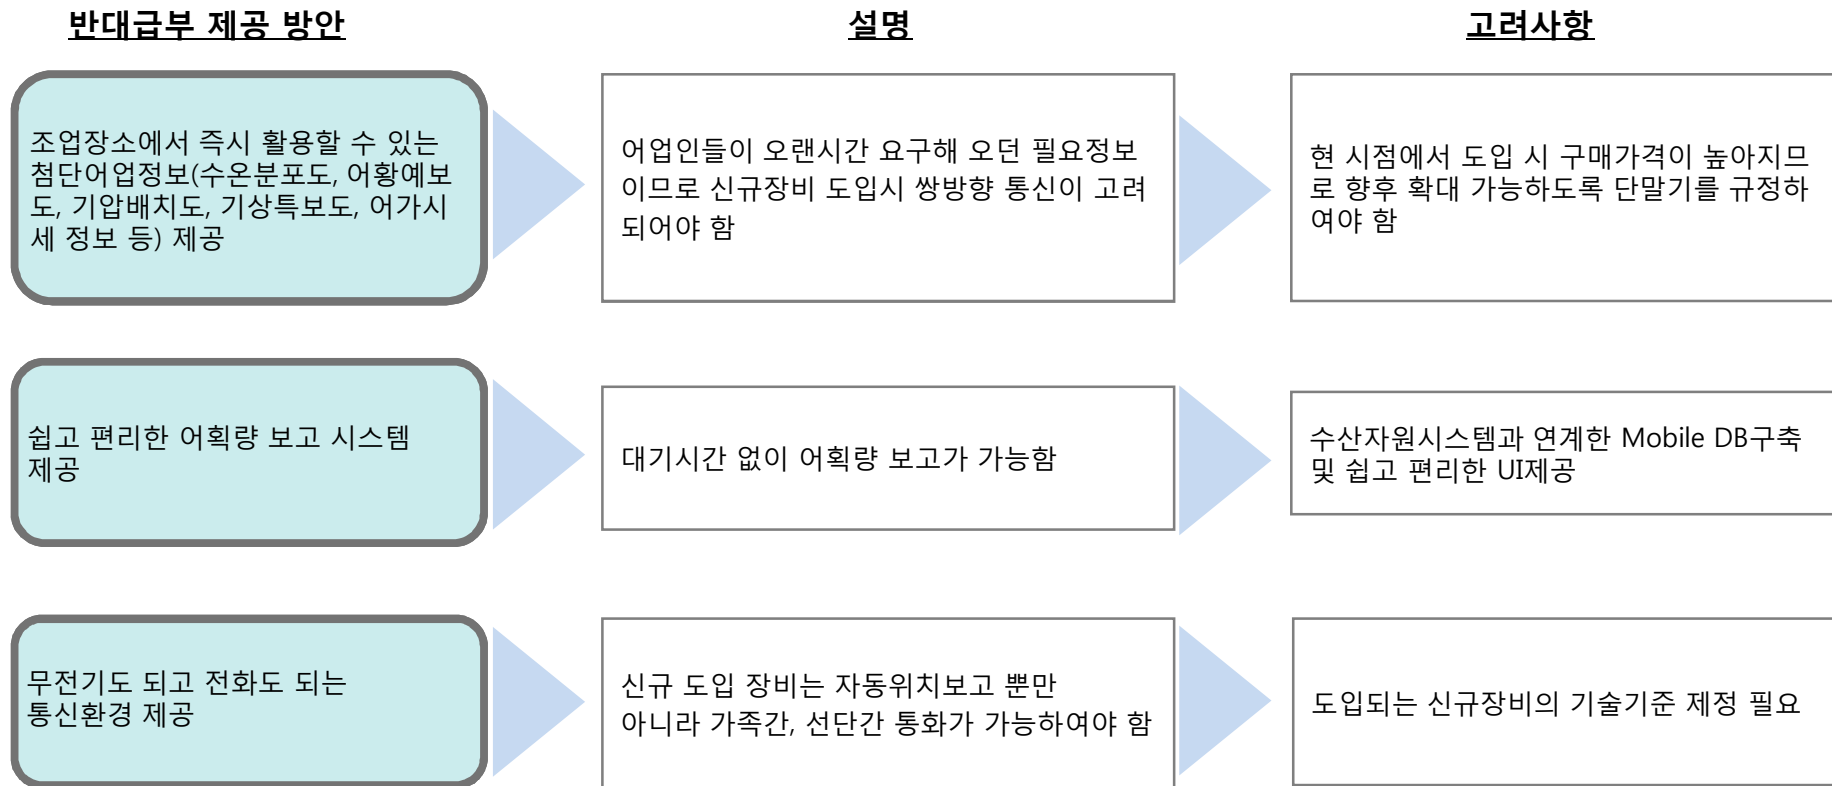 반대급부 제공 방안
설명
고려사항
조업장소에서 즉시 활용할 수 있는
첨단어업정보(수온분포도, 어황예보
도, 기압배치도, 기상특보도, 어가시
세 정보 등) 제공
어업인들이 오랜시간 요구해 오던 필요정보
이므로 신규장비 도입시 쌍방향 통신이 고려
되어야 함
현 시점에서 도입 시 구매가격이 높아지므
로 향후 확대 가능하도록 단말기를 규정하
여야 함
쉽고 편리한 어획량 보고 시스템
제공
대기시간 없이 어획량 보고가 가능함
수산자원시스템과 연계한 Mobile DB구축
및 쉽고 편리한 UI제공
무전기도 되고 전화도 되는
통신환경 제공
신규 도입 장비는 자동위치보고 뿐만
아니라 가족간, 선단간 통화가 가능하여야 함
도입되는 신규장비의 기술기준 제정 필요